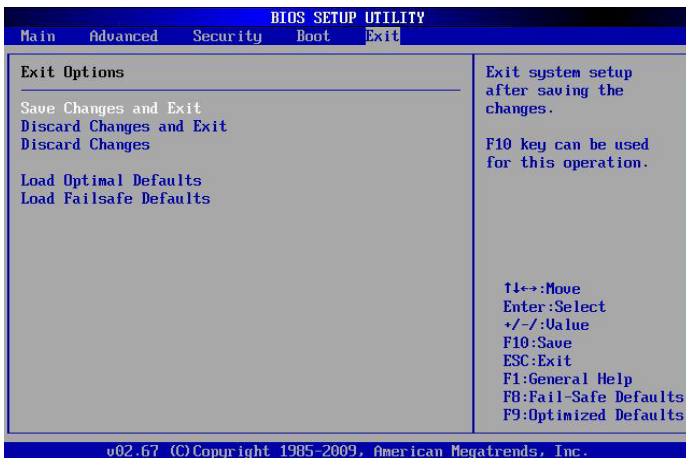 BIOS SETUP UTILITY
Main Advanced Security Boot Exit
Exit Options
Save Changes and Exit
Discard Changes and Exit
Discard Changes
Load Optimal Defaults
Load Failsafe Defaults
Exit system setup
after saving the
changes.
F10 key can be used
for this operation.
↑↓←→:Move
Enter:Select
+/-/:Value
F10:Save
ESC:Exit
F1:General Help
F8:Fail-Safe Defaults
F9:Optimized Defaults
v02.67 (C)Copyright 1985-2009, American Megatrends, Inc.